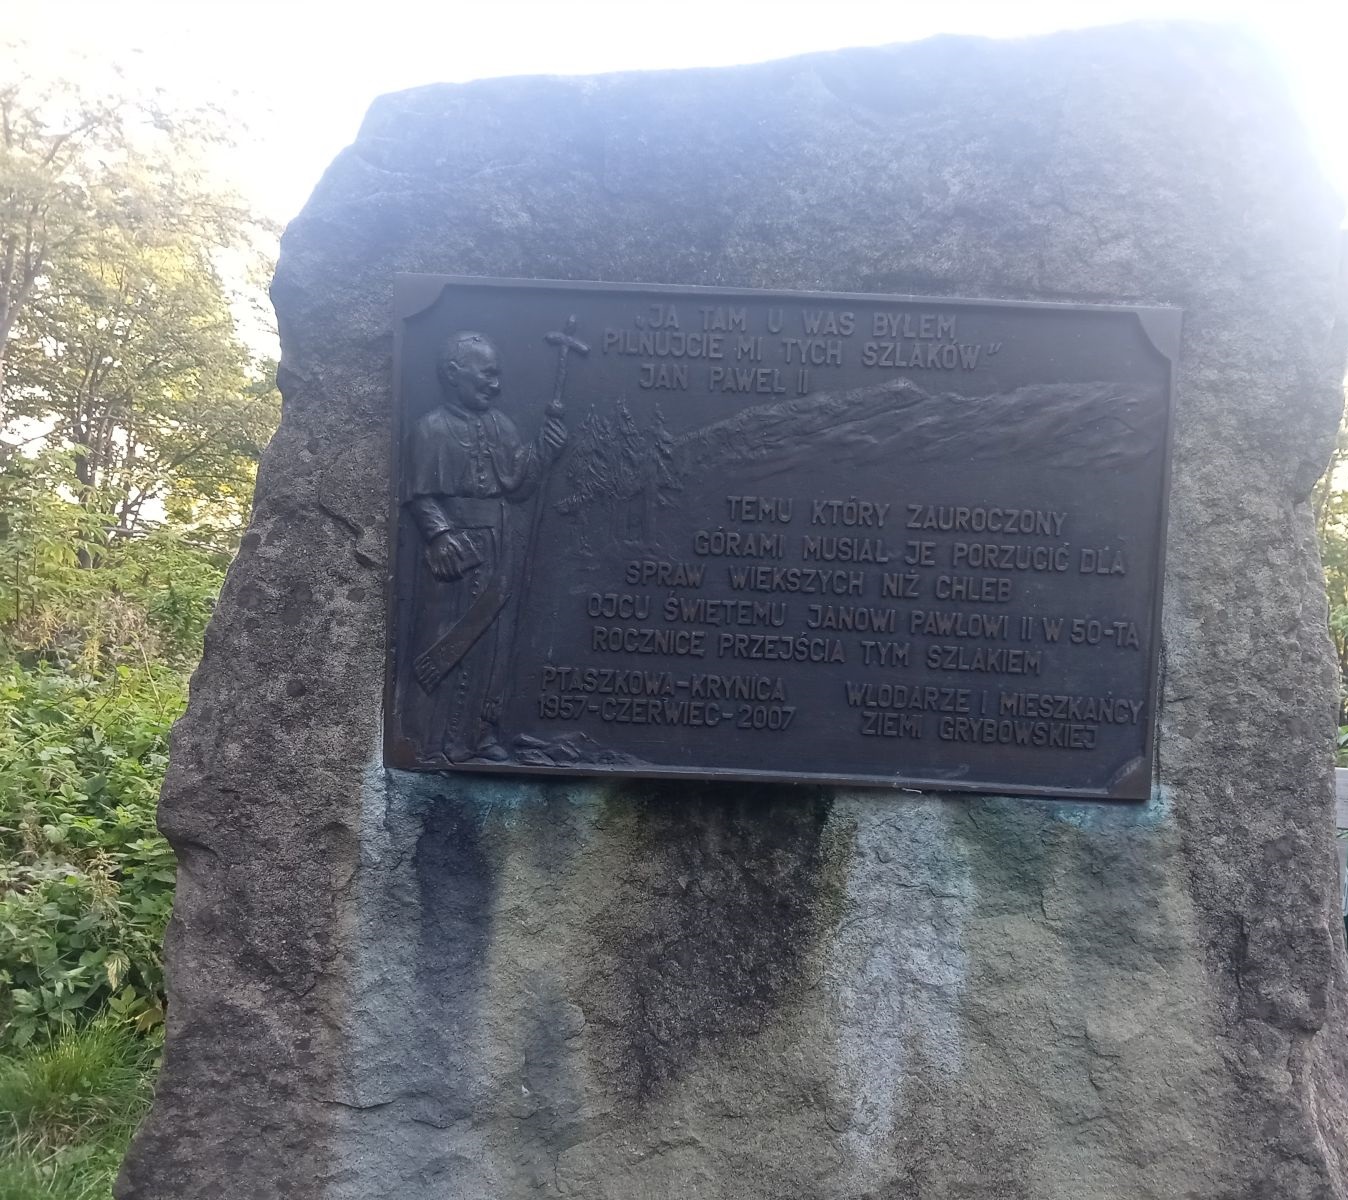 „JA TAM U WAS BYŁEM
PILNUJCIE MI TYCH SZLAKÓW”
JAN PAWEŁ II
TEMU KTÓRY ZAUROCZONY
GÓRAMI MUSIAŁ JE PORZUCIĆ DLA
SPRAW WIĘKSZYCH NIŻ CHLEB
OJCU ŚWIĘTEMU JANOWI PAWŁOWI II W 50-TĄ
ROCZNICĘ PRZEJŚCIA TYM SZLAKIEM
PTASZKOWA-KRYNICA
1957-CZERWIEC-2007
WŁODARZE I MIESZKAŃCY
ZIEMI GRYBOWSKIEJ